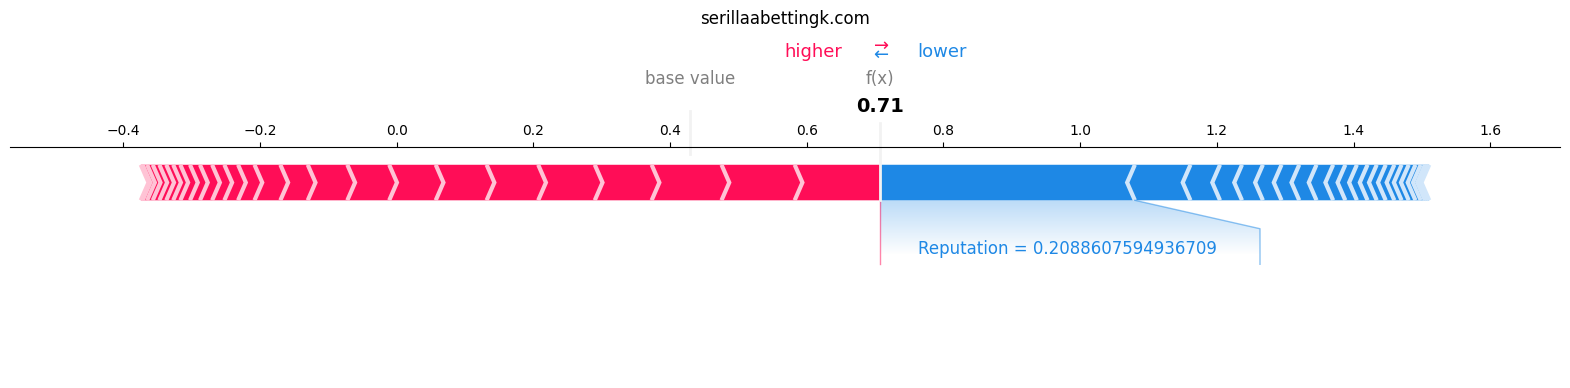 serillaabettingk.com
higher ⇄ lower
base value f(x)
0.71
−0.4 −0.2 0.0 0.2 0.4 0.6 0.8 1.0 1.2 1.4 1.6
Reputation = 0.2088607594936709